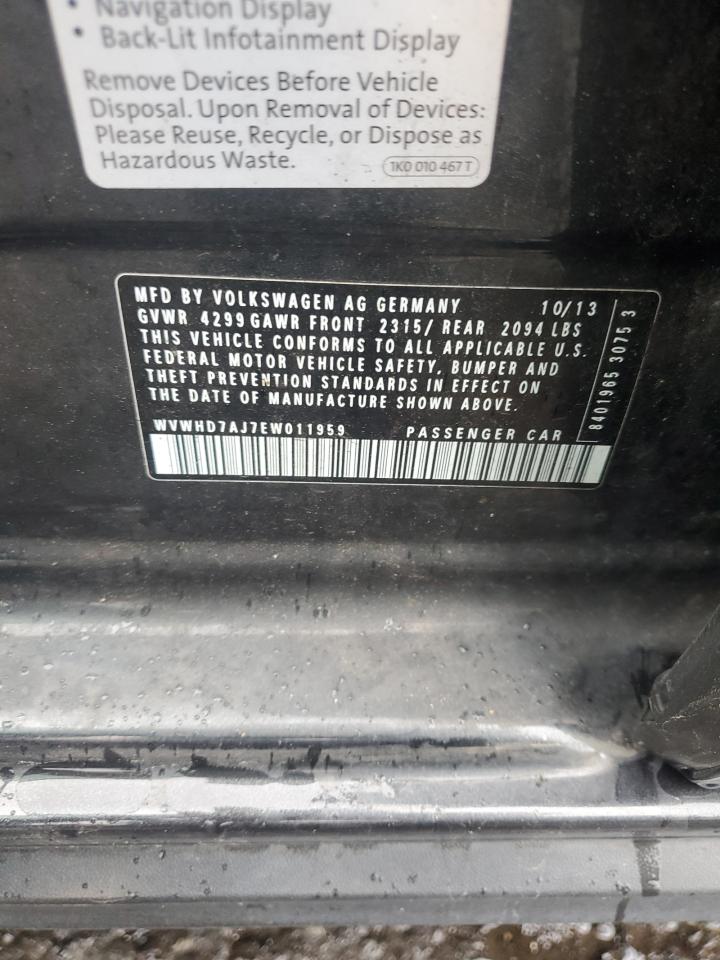 • Navigation Display
• Back-Lit Infotainment Display
Remove Devices Before Vehicle
Disposal. Upon Removal of Devices:
Please Reuse, Recycle, or Dispose as
Hazardous Waste.
1K0 010 467 T
MFD BY VOLKSWAGEN AG GERMANY 10/13
GVWR 4299 GAWR FRONT 2315/ REAR 2094 LBS
THIS VEHICLE CONFORMS TO ALL APPLICABLE U.S.
FEDERAL MOTOR VEHICLE SAFETY, BUMPER AND
THEFT PREVENTION STANDARDS IN EFFECT ON
THE DATE OF MANUFACTURE SHOWN ABOVE.
WVWHD7AJ7EW011959 PASSENGER CAR
8401965 3075 3